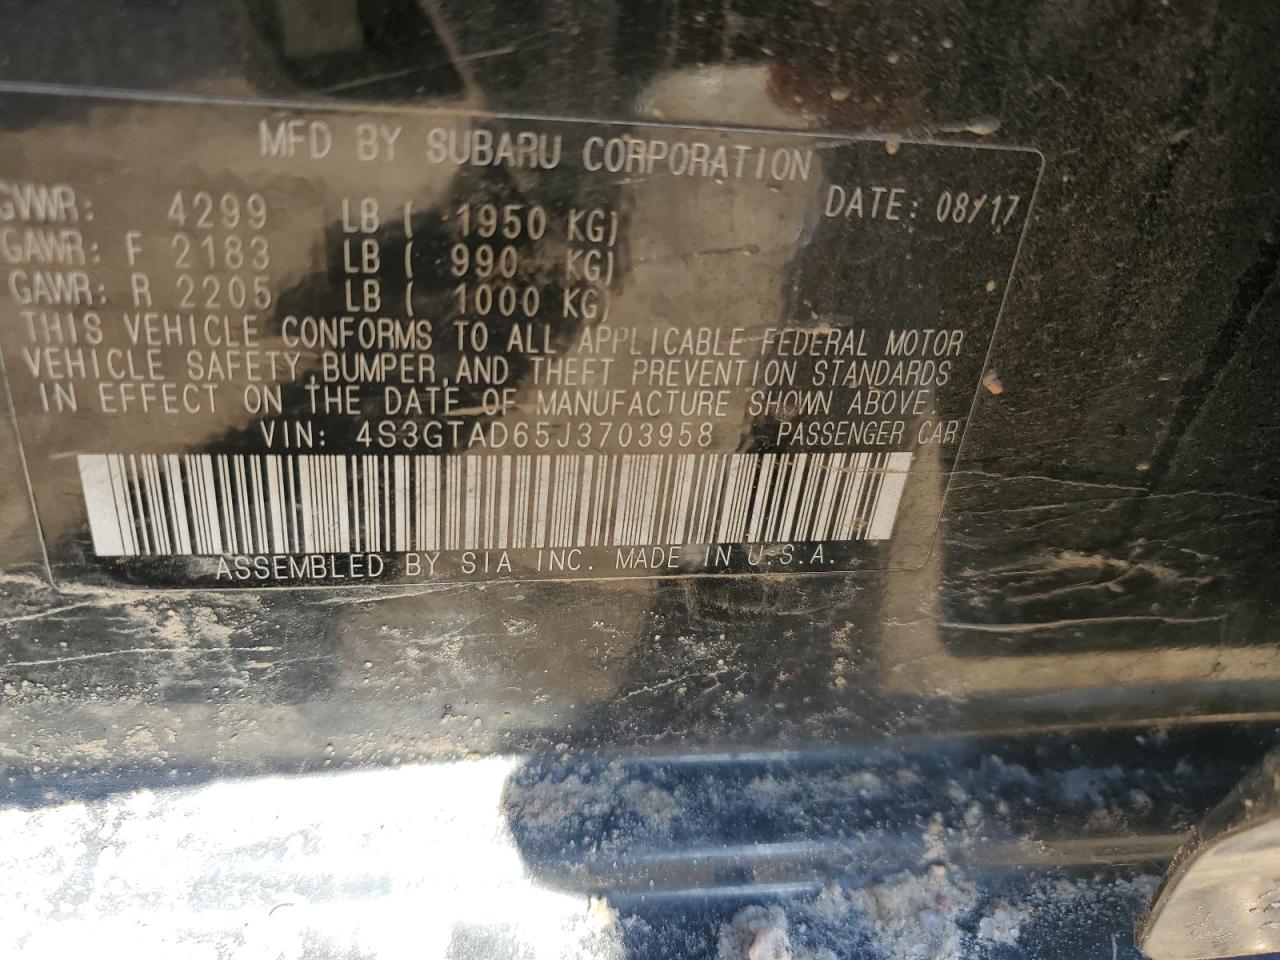 MFD BY SUBARU CORPORATION
DATE: 08/17
GVWR: 4299 LB ( 1950 KG)
GAWR: F 2183 LB ( 990 KG)
GAWR: R 2205 LB ( 1000 KG)
THIS VEHICLE CONFORMS TO ALL APPLICABLE FEDERAL MOTOR
VEHICLE SAFETY,BUMPER,AND THEFT PREVENTION STANDARDS
IN EFFECT ON THE DATE OF MANUFACTURE SHOWN ABOVE.
VIN: 4S3GTAD65J3703958 PASSENGER CAR
ASSEMBLED BY SIA INC. MADE IN U.S.A.